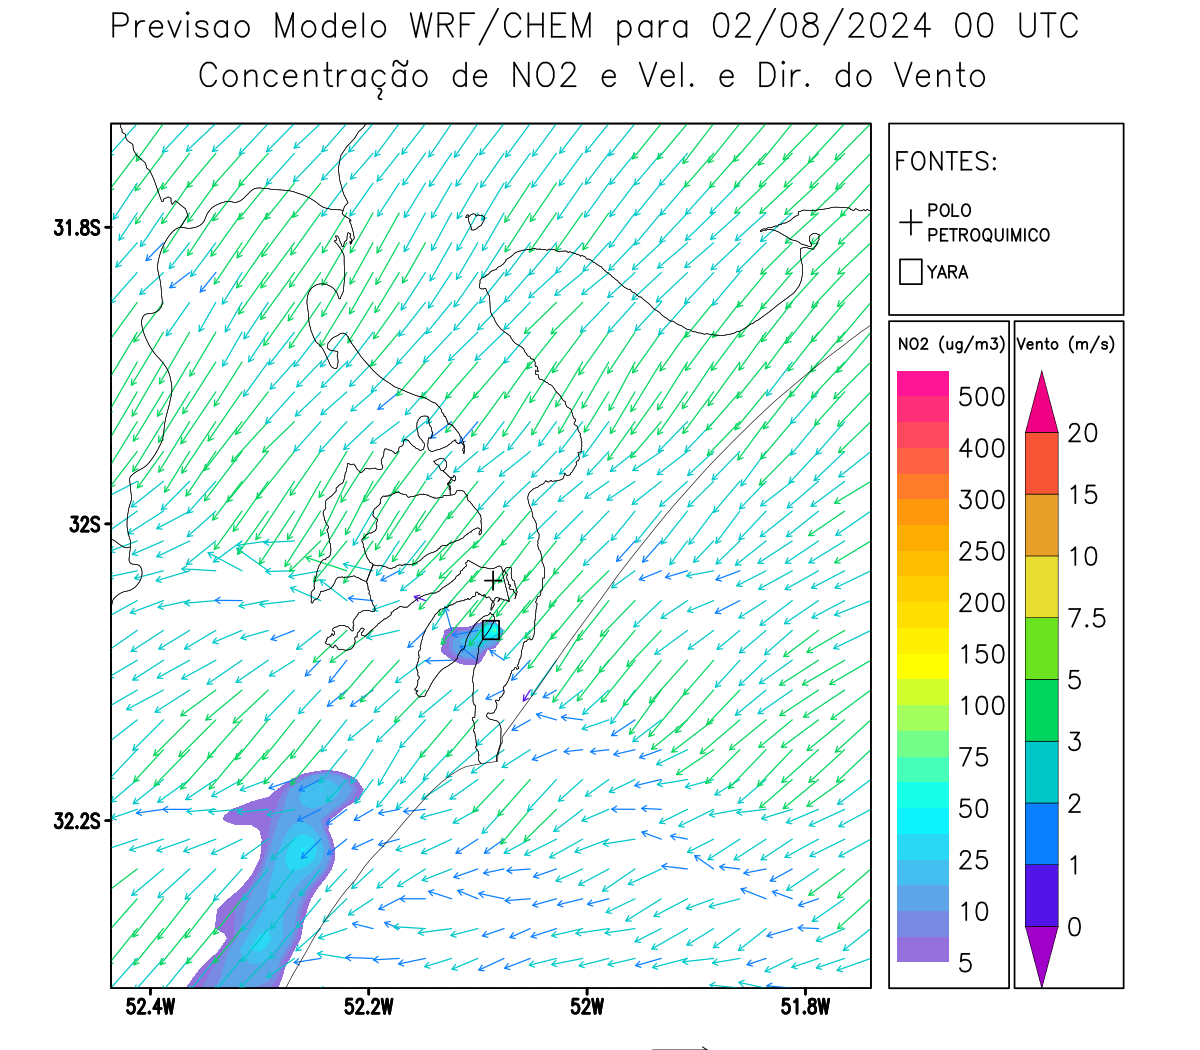 Previsao Modelo WRF/CHEM para 02/08/2024 00 UTC
Concentração de NO2 e Vel. e Dir. do Vento
FONTES:
POLO
PETROQUIMICO
YARA
31.8S
32S
32.2S
52.4W
52.2W
52W
51.8W
NO2 (ug/m3)
500
400
300
250
200
150
100
75
50
25
10
5
Vento (m/s)
20
15
10
7.5
5
3
2
1
0